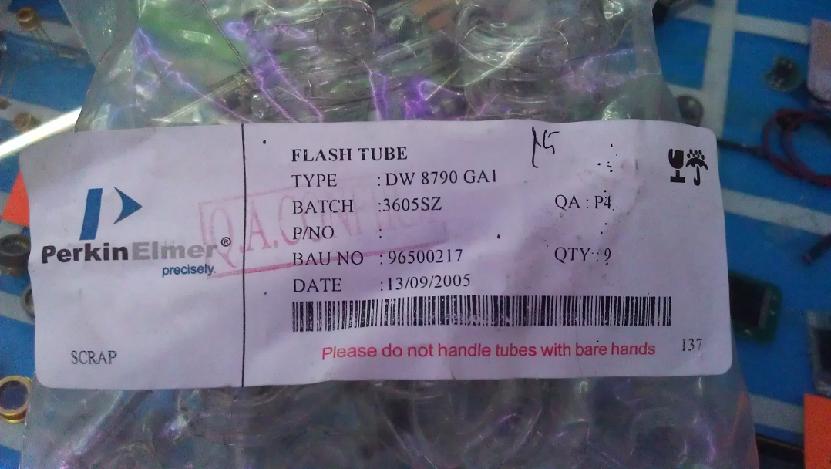 PerkinElmer®
precisely.
SCRAP
FLASH TUBE
TYPE : DW 8790 GA1
BATCH : 3605SZ QA : P4
P/NO :
BAU NO : 96500217 QTY : 9
DATE : 13/09/2005
Please do not handle tubes with bare hands 137
Q.A.